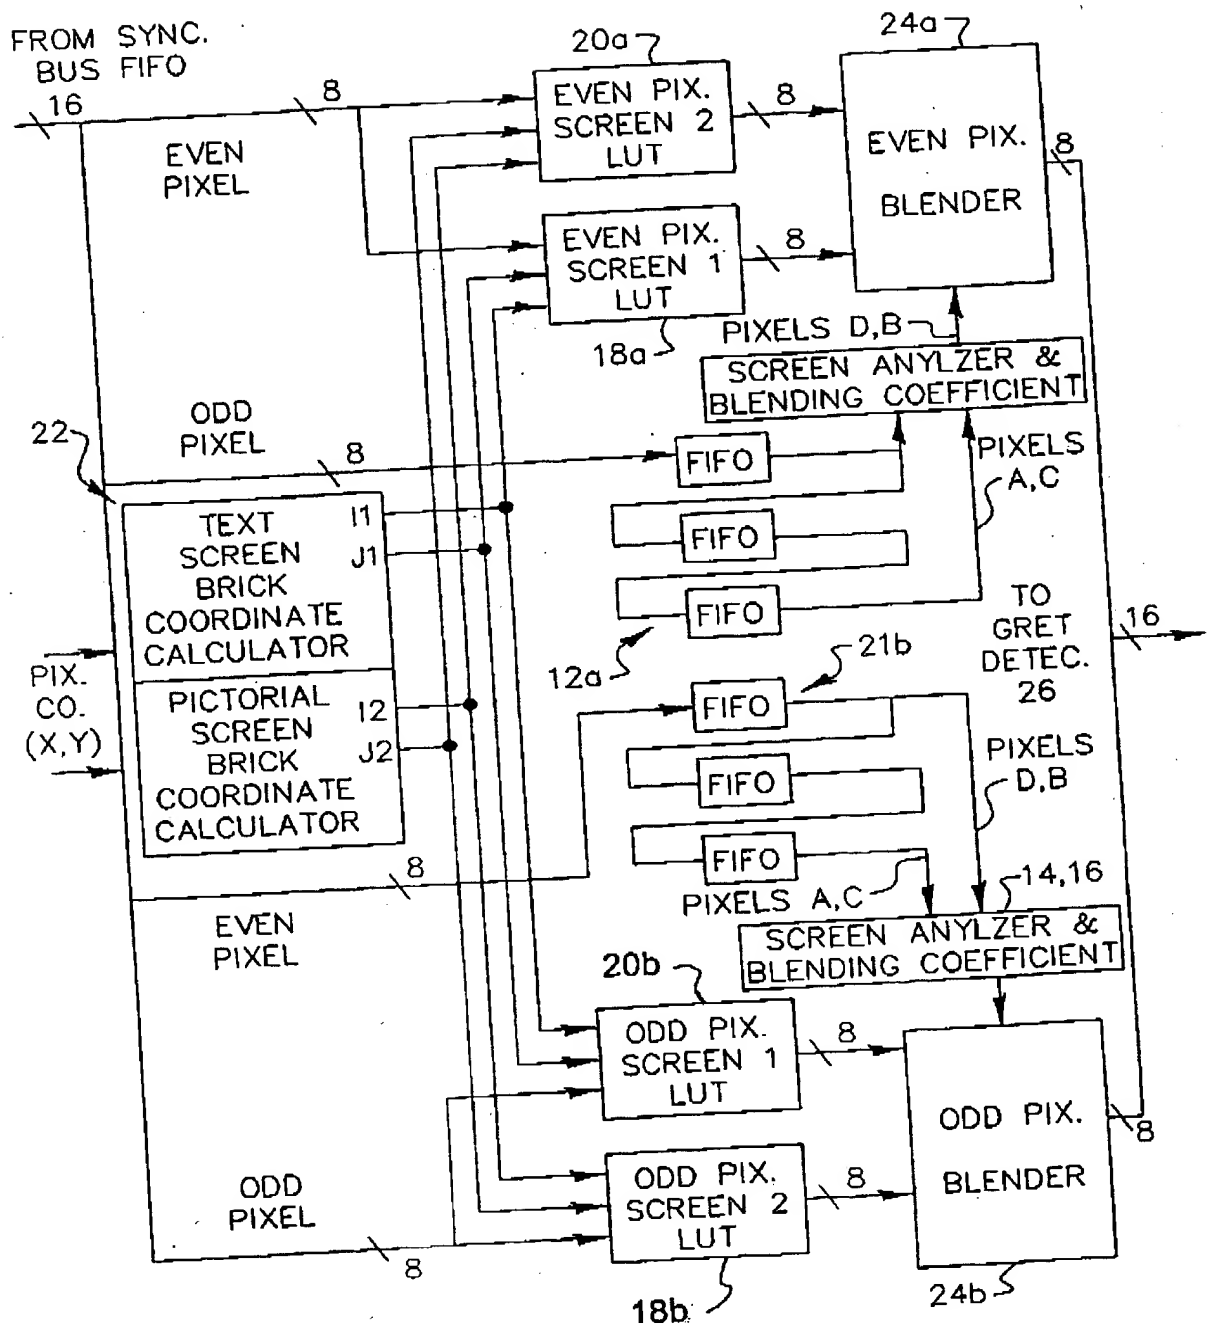 FROM SYNC.
BUS FIFO
16
8
EVEN
PIXEL
20a
EVEN PIX.
SCREEN 2
LUT
8
24a
EVEN PIX.
BLENDER
8
EVEN PIX.
SCREEN 1
LUT
8
18a
PIXELS D,B
SCREEN ANYLZER &
BLENDING COEFFICIENT
ODD
PIXEL
22
8
FIFO
PIXELS
A,C
FIFO
FIFO
12a
TEXT
SCREEN
BRICK
COORDINATE
CALCULATOR
I1
J1
PIX.
CO.
(X,Y)
PICTORIAL
SCREEN
BRICK
COORDINATE
CALCULATOR
I2
J2
TO
GRET
DETEC.
26
16
21b
FIFO
FIFO
FIFO
PIXELS
D,B
PIXELS A,C
14,16
SCREEN ANYLZER &
BLENDING COEFFICIENT
8
EVEN
PIXEL
20b
ODD PIX.
SCREEN 1
LUT
8
ODD PIX.
BLENDER
8
ODD PIX.
SCREEN 2
LUT
8
ODD
PIXEL
8
18b
24b